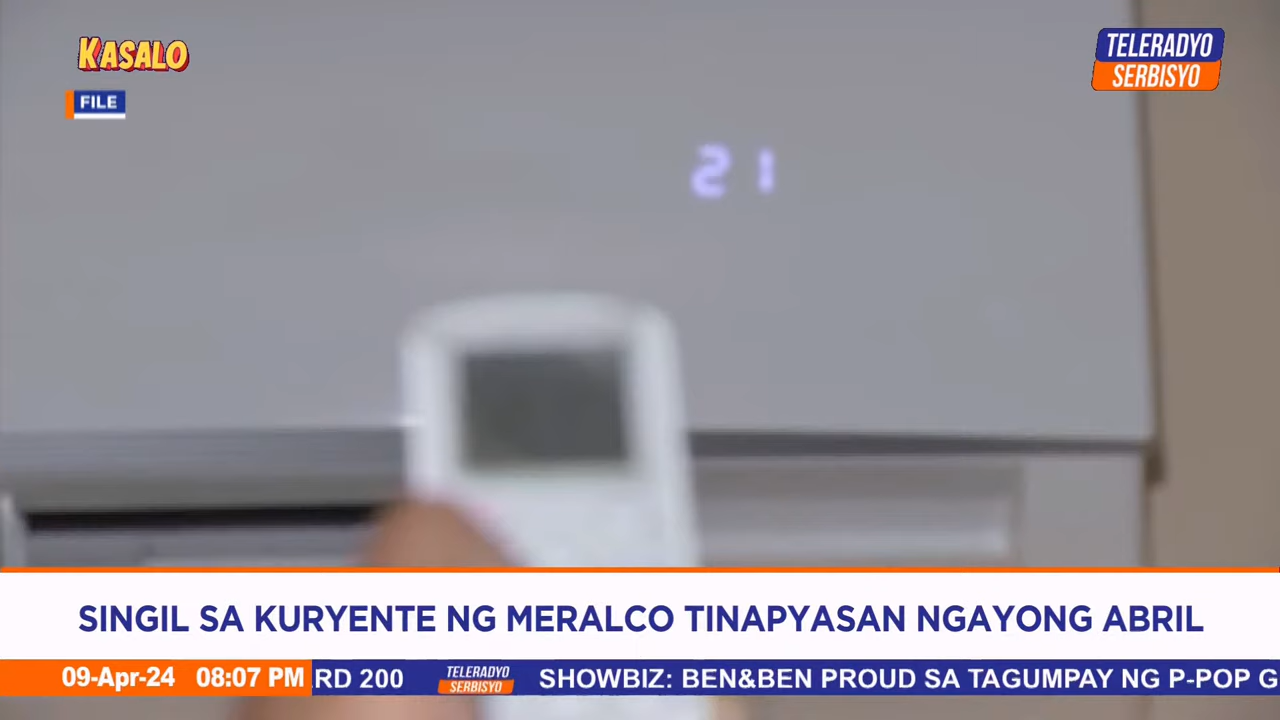 KASALO
TELERADYO
SERBISYO
FILE
21
SINGIL SA KURYENTE NG MERALCO TINAPYASAN NGAYONG ABRIL
09-Apr-24 08:07 PM RD 200 TELERADYO SERBISYO SHOWBIZ: BEN&BEN PROUD SA TAGUMPAY NG P-POP G